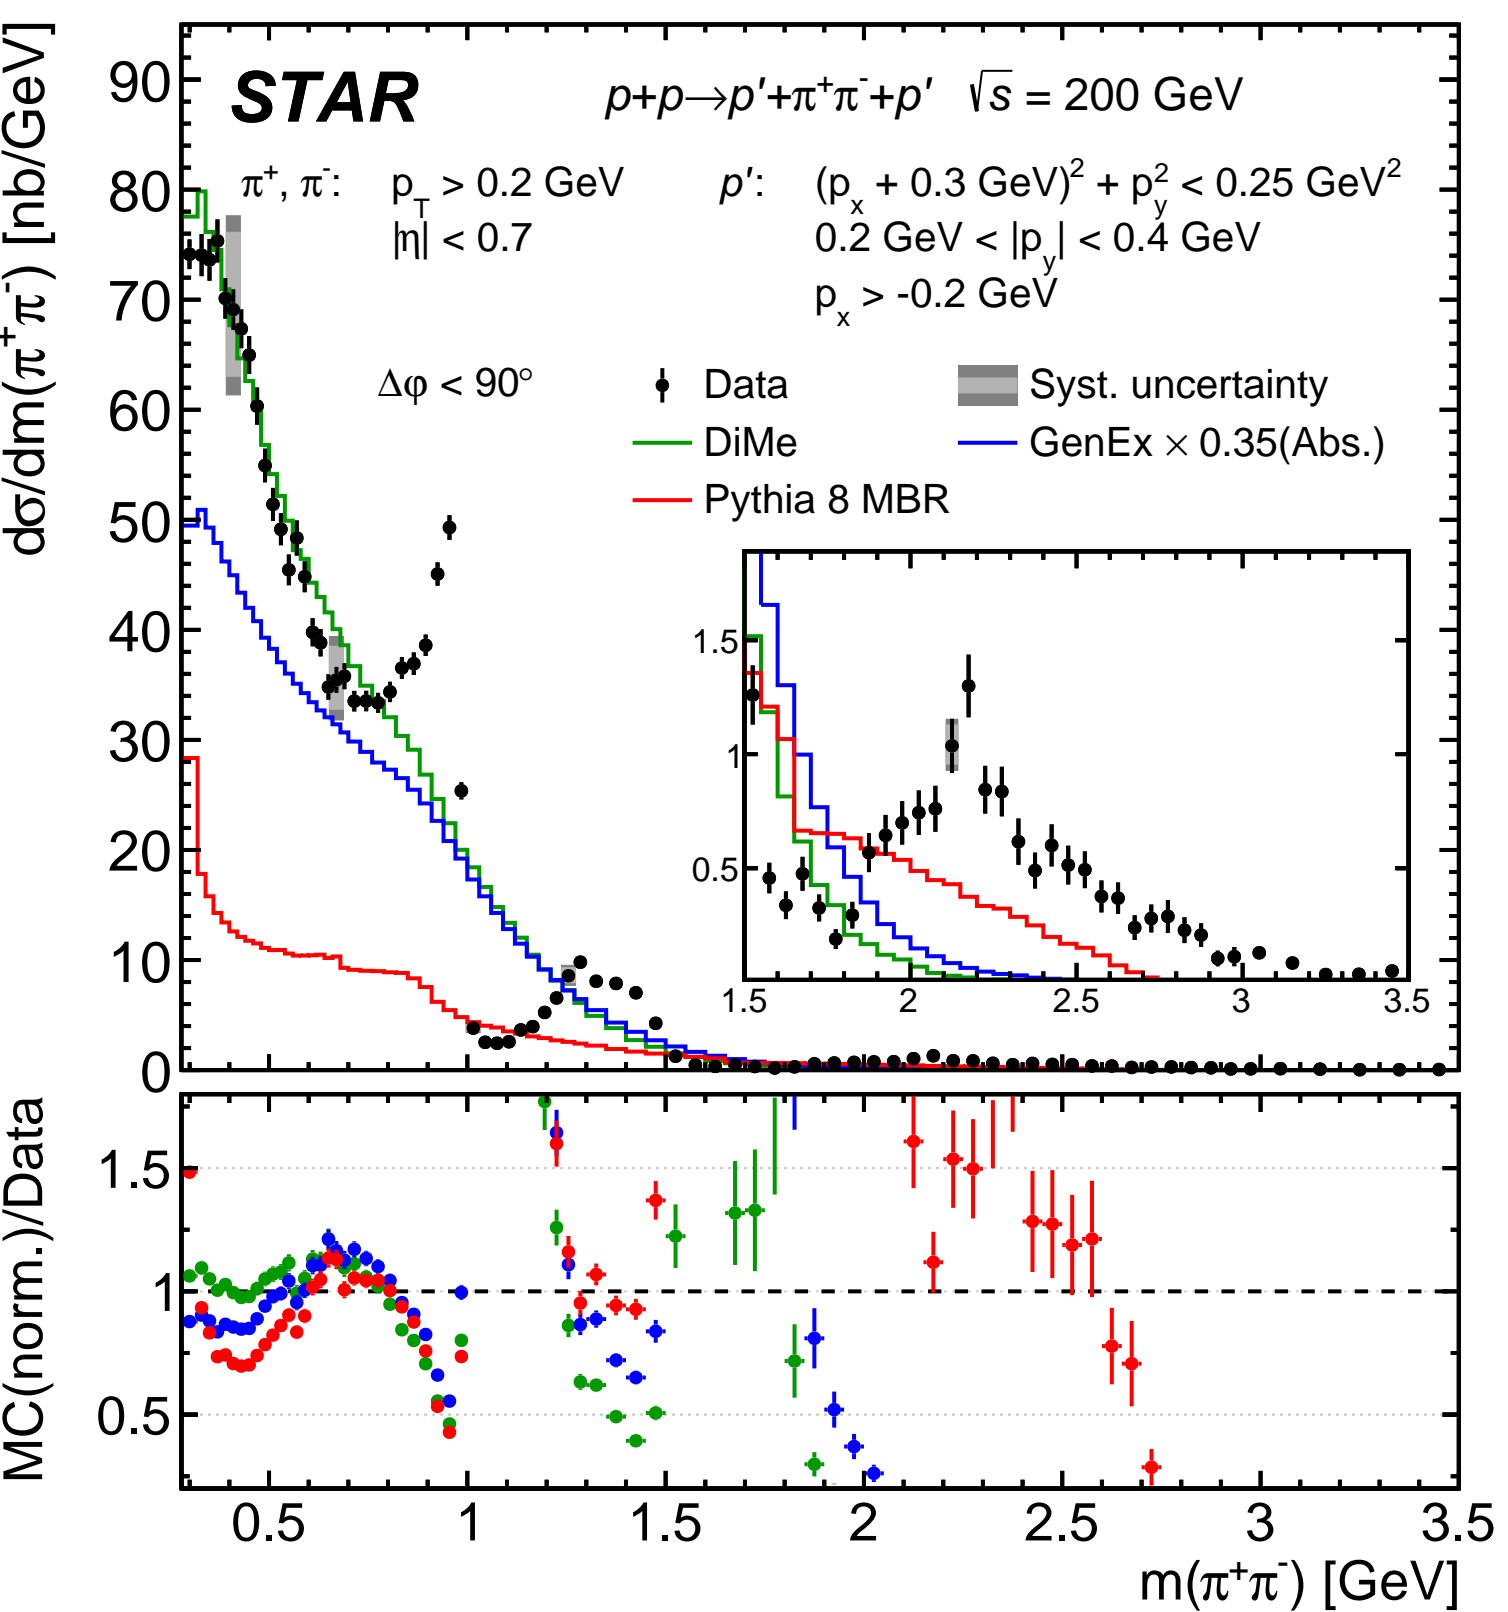 STAR
p+p→p′+π⁺π⁻+p′ √s = 200 GeV
π⁺, π⁻: p_T > 0.2 GeV p′: (p_x + 0.3 GeV)² + p_y² < 0.25 GeV²
|η| < 0.7 0.2 GeV < |p_y| < 0.4 GeV
p_x > -0.2 GeV
Δφ < 90° Data Syst. uncertainty
DiMe GenEx × 0.35(Abs.)
Pythia 8 MBR
dσ/dm(π⁺π⁻) [nb/GeV]
90
80
70
60
50
40
30
20
10
0
1.5
1
0.5
1.5 2 2.5 3 3.5
MC(norm.)/Data
1.5
1
0.5
0.5 1 1.5 2 2.5 3 3.5
m(π⁺π⁻) [GeV]